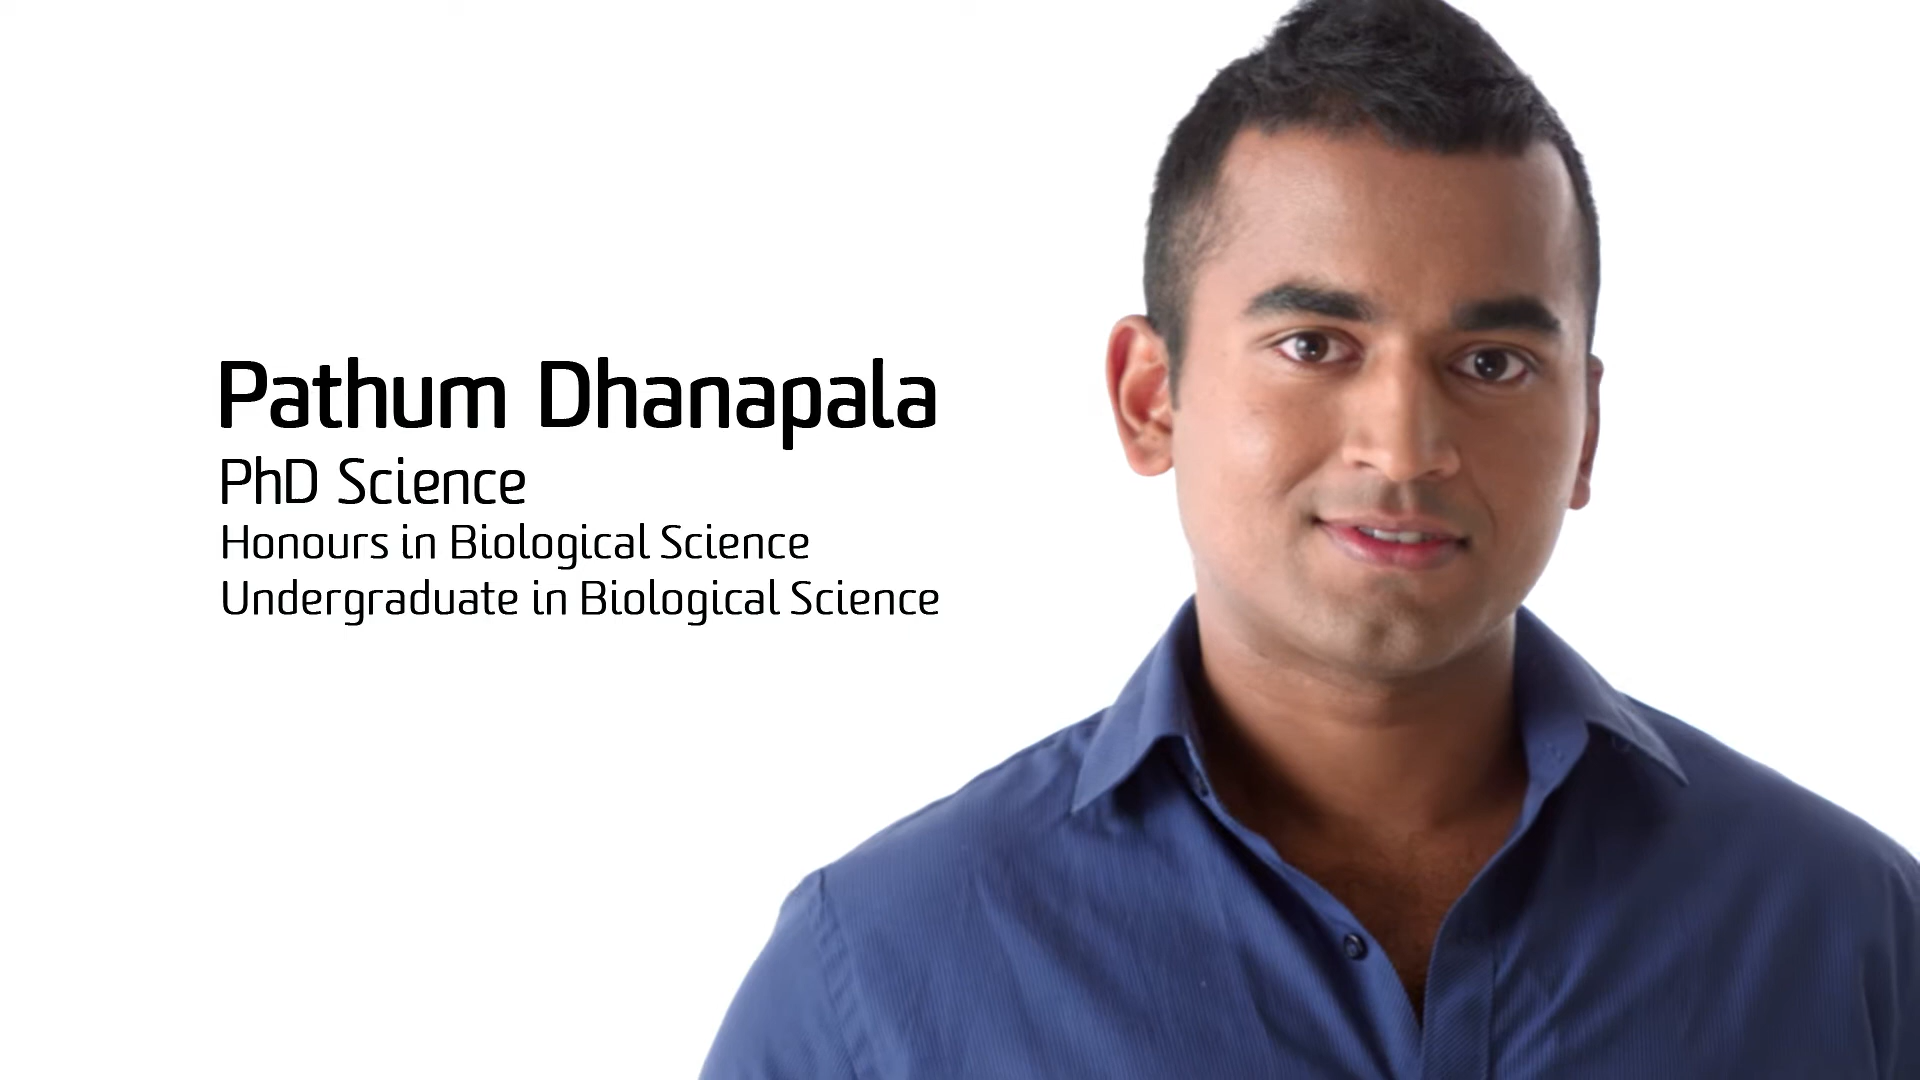 Pathum Dhanapala
PhD Science
Honours in Biological Science
Undergraduate in Biological Science